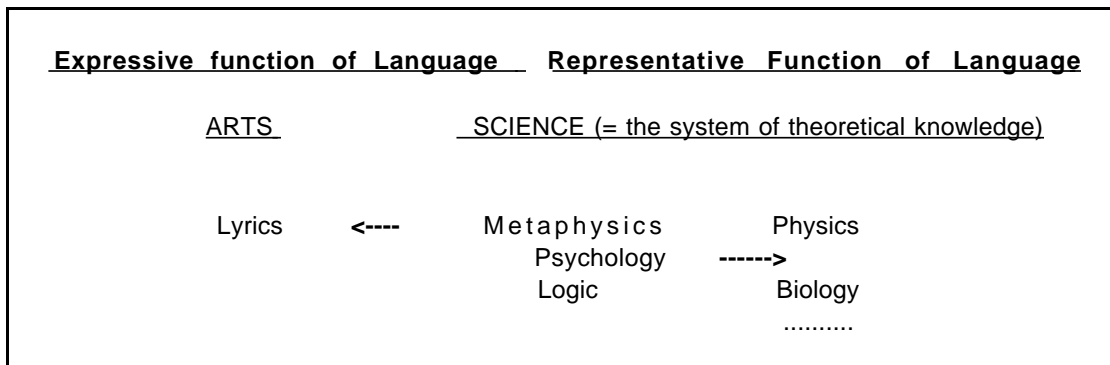 Expressive function of Language Representative Function of Language
ARTS SCIENCE (= the system of theoretical knowledge)
Lyrics <---- Metaphysics Physics
Psychology ------>
Logic Biology
..........